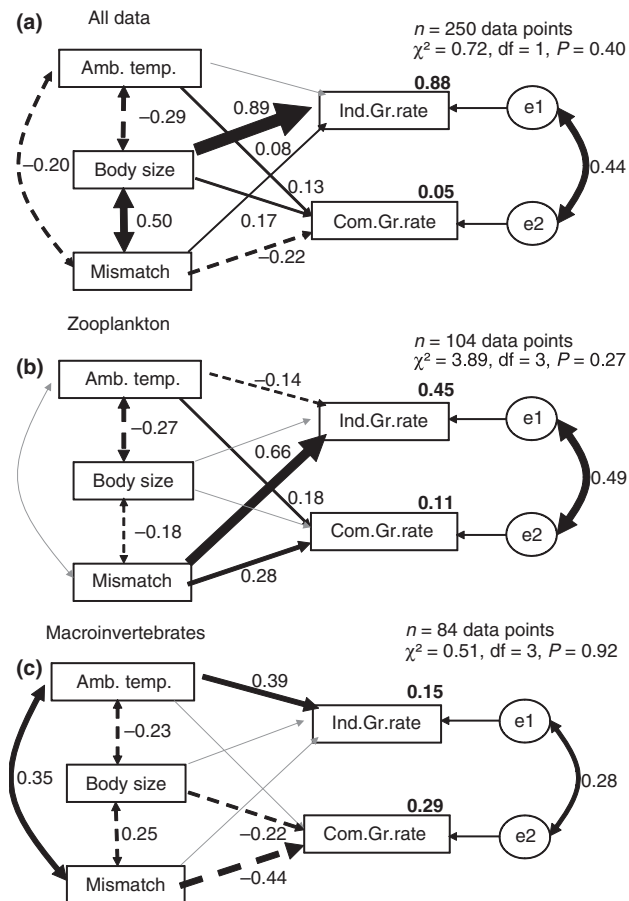 (a)
All data
n = 250 data points
χ² = 0.72, df = 1, P = 0.40
Amb. temp.
0.88
Ind.Gr.rate
e1
−0.29
0.89
0.08
−0.20
Body size
0.44
0.13
0.05
0.50
0.17
Com.Gr.rate
e2
−0.22
Mismatch
Zooplankton
n = 104 data points
χ² = 3.89, df = 3, P = 0.27
(b)
Amb. temp.
−0.14
0.45
Ind.Gr.rate
e1
−0.27
0.66
Body size
0.49
0.18
0.11
−0.18
Com.Gr.rate
e2
Mismatch
0.28
Macroinvertebrates
n = 84 data points
χ² = 0.51, df = 3, P = 0.92
(c)
Amb. temp.
0.39
0.15
Ind.Gr.rate
e1
−0.23
0.35
Body size
0.28
0.29
0.25
−0.22
Com.Gr.rate
e2
Mismatch
−0.44